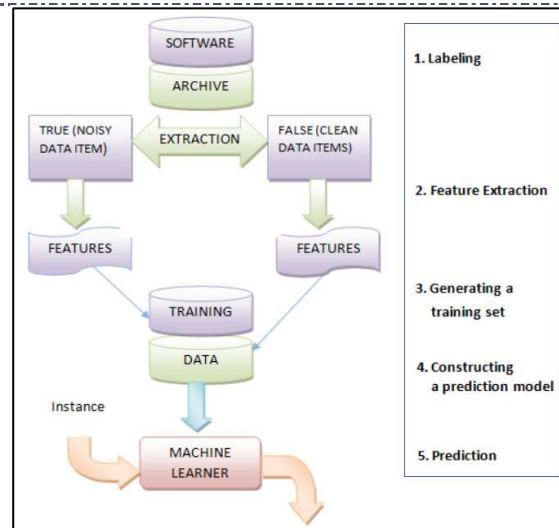 SOFTWARE
ARCHIVE
TRUE (NOISY
DATA ITEM)
EXTRACTION
FALSE (CLEAN
DATA ITEMS)
FEATURES
FEATURES
TRAINING
DATA
Instance
MACHINE
LEARNER
1. Labeling
2. Feature Extraction
3. Generating a
training set
4. Constructing
a prediction model
5. Prediction